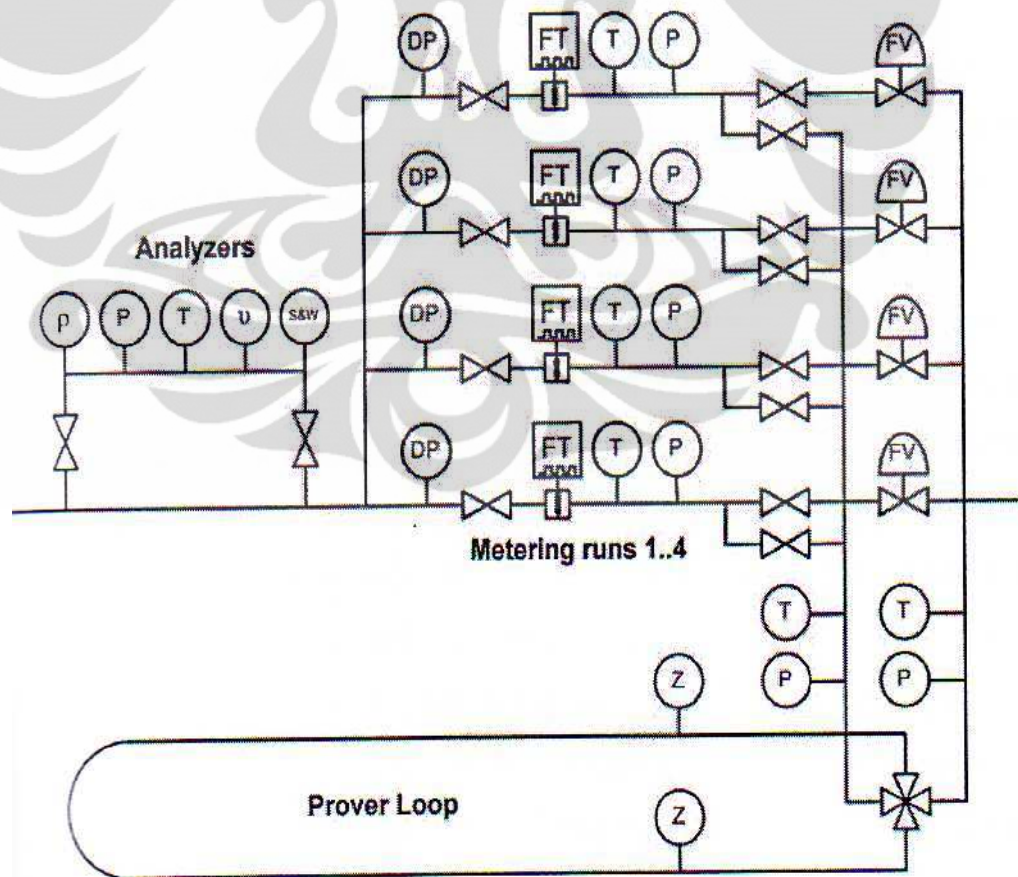 DP FT T P FV
DP FT T P FV
Analyzers
ρ P T υ S&W
DP FT T P FV
DP FT T P FV
Metering runs 1..4
T T
P P
Z
Prover Loop
Z